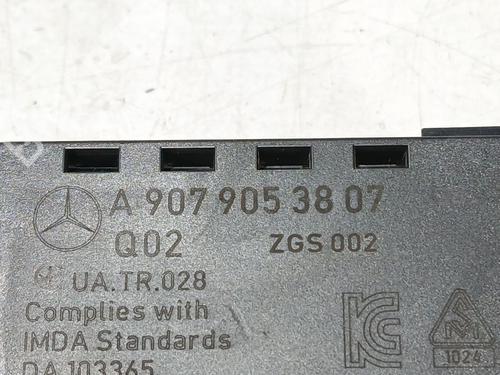 A 907 905 38 07
Q02 ZGS 002
UA.TR.028
Complies with
IMDA Standards
DA 103365
1024